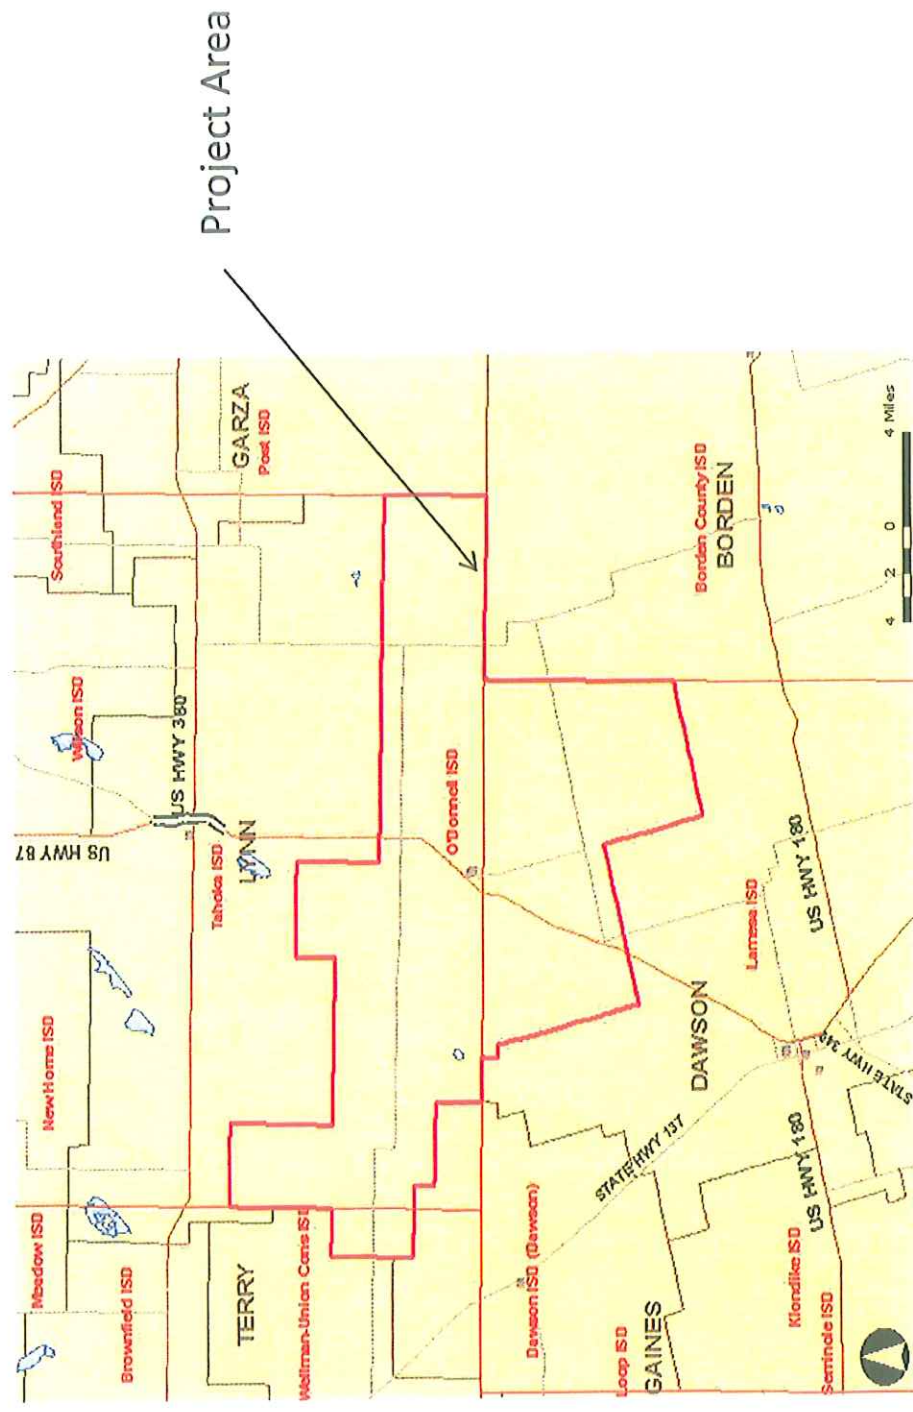 Meadow ISD
New Home ISD
Wilson ISD
Southland ISD
US HWY 87
Brownfield ISD
US HWY 380
Tahoka ISD
LYNN
GARZA
Post ISD
Project Area
TERRY
Wellman-Union Cons ISD
O'Donnell ISD
Dawson ISD (Dawson)
STATE HWY 137
DAWSON
Borden County ISD
BORDEN
Loop ISD
GAINES
Lamesa ISD
Klondike ISD
US HWY 180
US HWY 180
Seminole ISD
STATE HWY 349
4 2 0 4 Miles